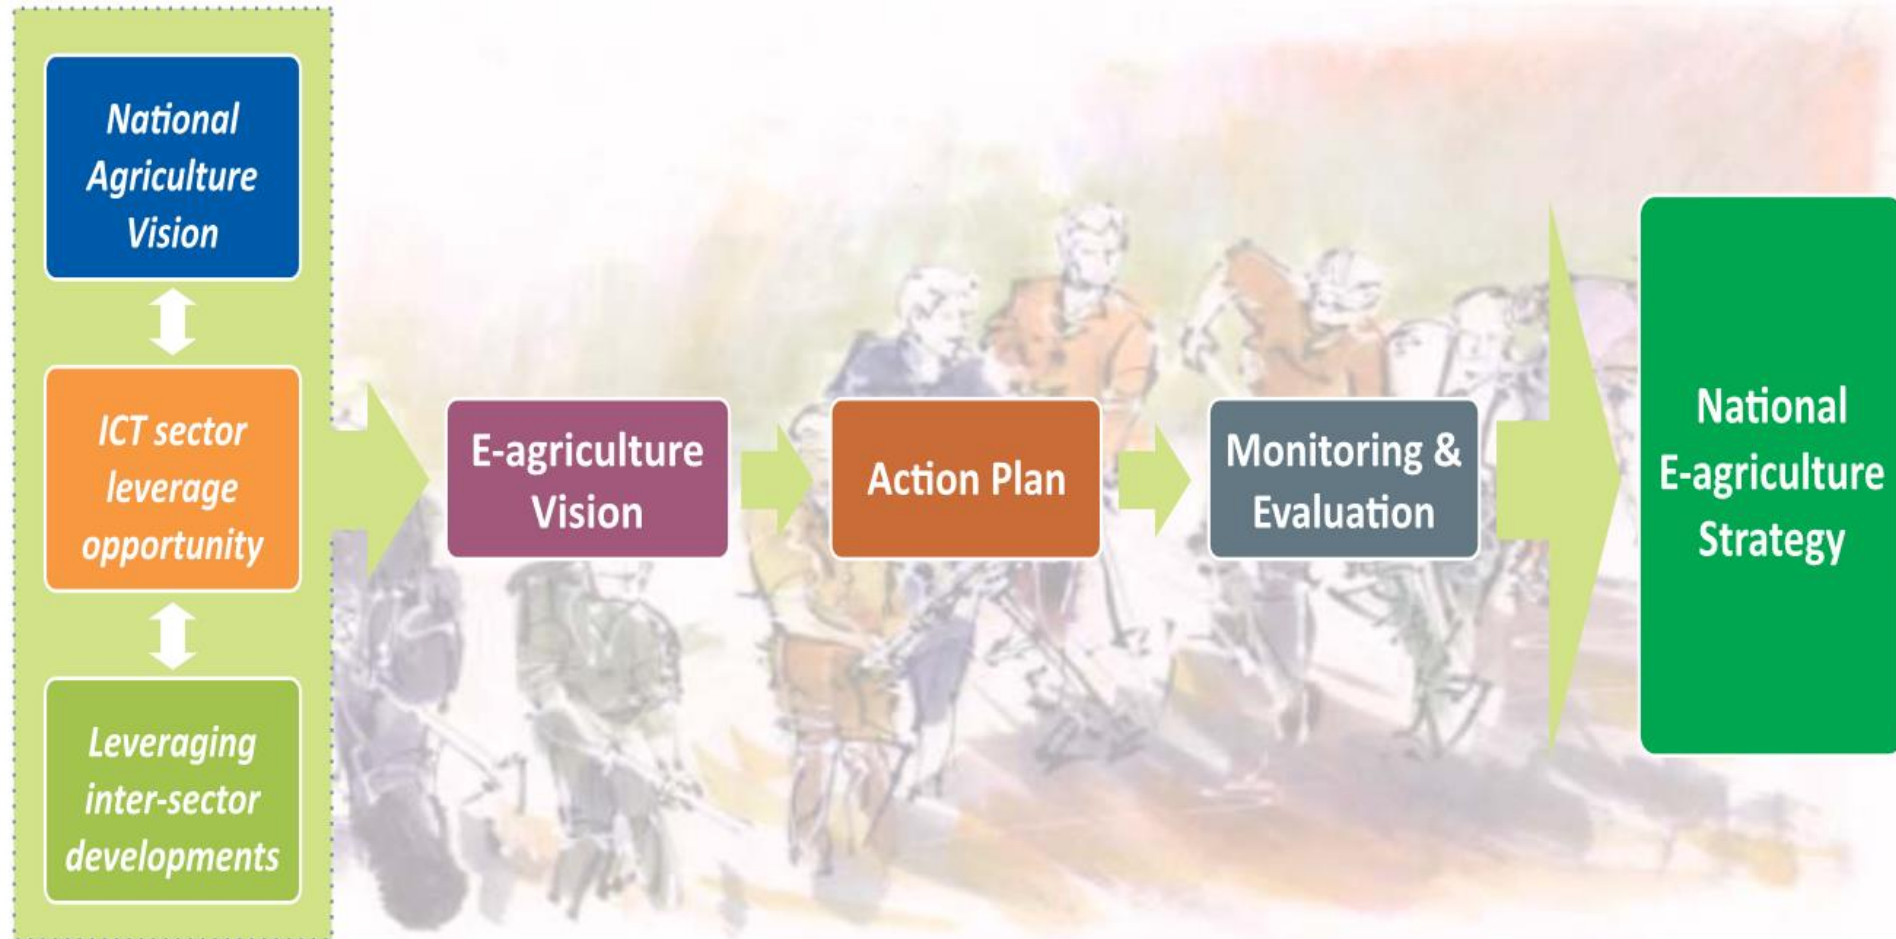 National
Agriculture
Vision
ICT sector
leverage
opportunity
Leveraging
inter-sector
developments
E-agriculture
Vision
Action Plan
Monitoring &
Evaluation
National
E-agriculture
Strategy